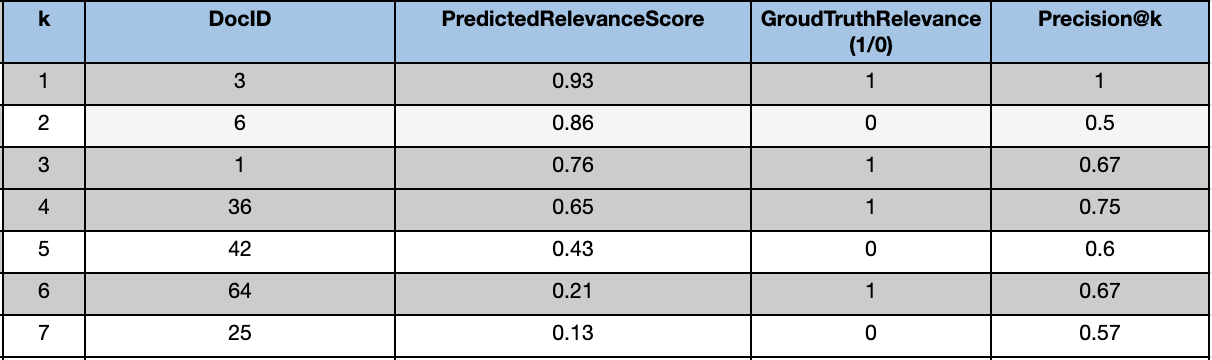 k DocID PredictedRelevanceScore GroudTruthRelevance (1/0) Precision@k
1 3 0.93 1 1
2 6 0.86 0 0.5
3 1 0.76 1 0.67
4 36 0.65 1 0.75
5 42 0.43 0 0.6
6 64 0.21 1 0.67
7 25 0.13 0 0.57